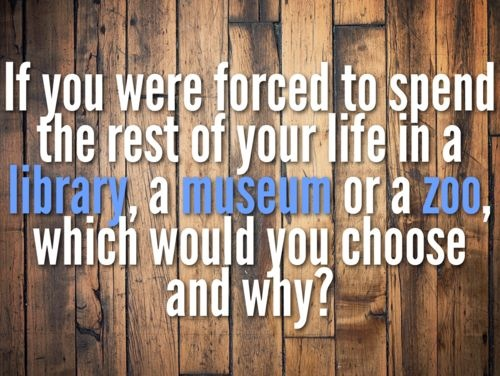 If you were forced to spend
the rest of your life in a
library, a museum or a zoo,
which would you choose
and why?